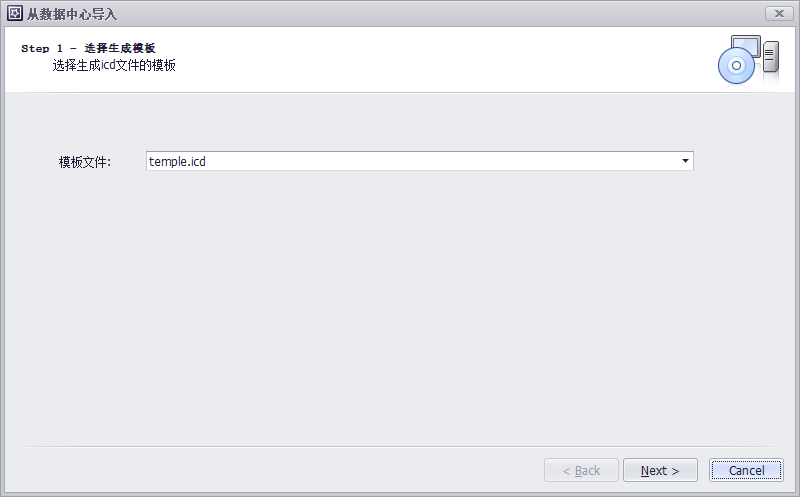 从数据中心导入
Step 1 - 选择生成模板
选择生成icd文件的模板
模板文件: temple.icd
< Back Next > Cancel